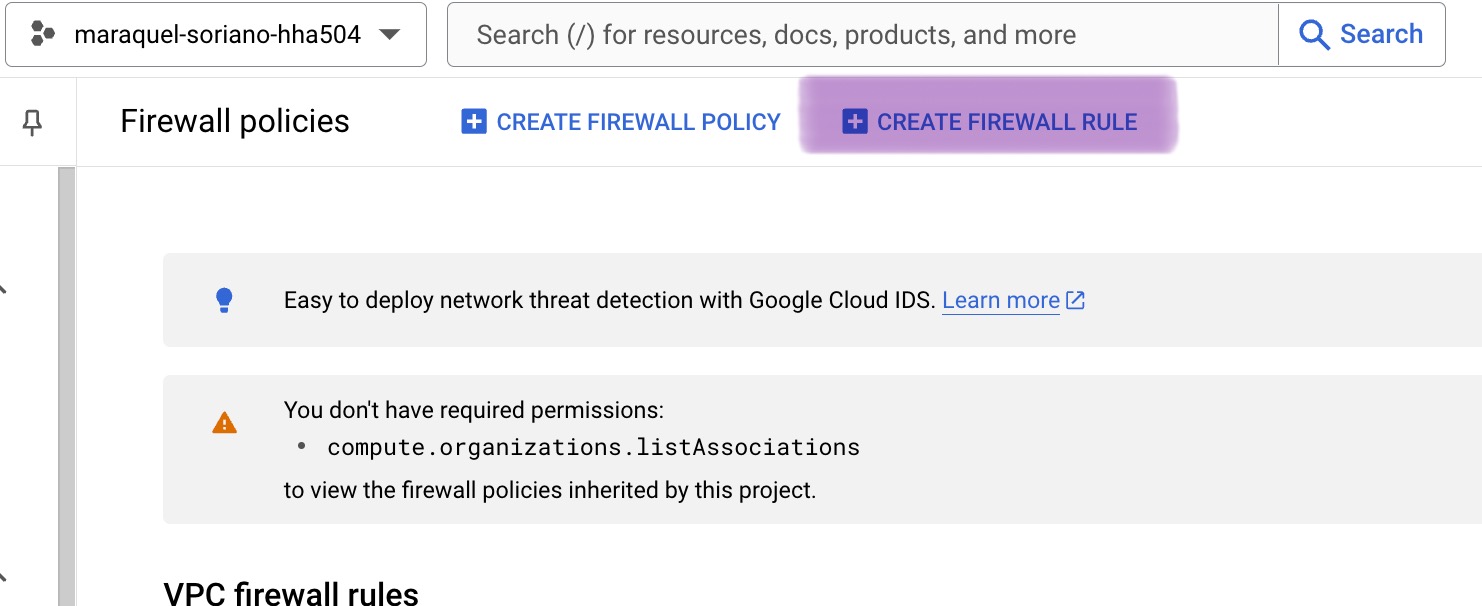 maraquel-soriano-hha504
Search (/) for resources, docs, products, and more
Search
Firewall policies
CREATE FIREWALL POLICY
CREATE FIREWALL RULE
Easy to deploy network threat detection with Google Cloud IDS. Learn more
You don't have required permissions:
• compute.organizations.listAssociations
to view the firewall policies inherited by this project.
VPC firewall rules